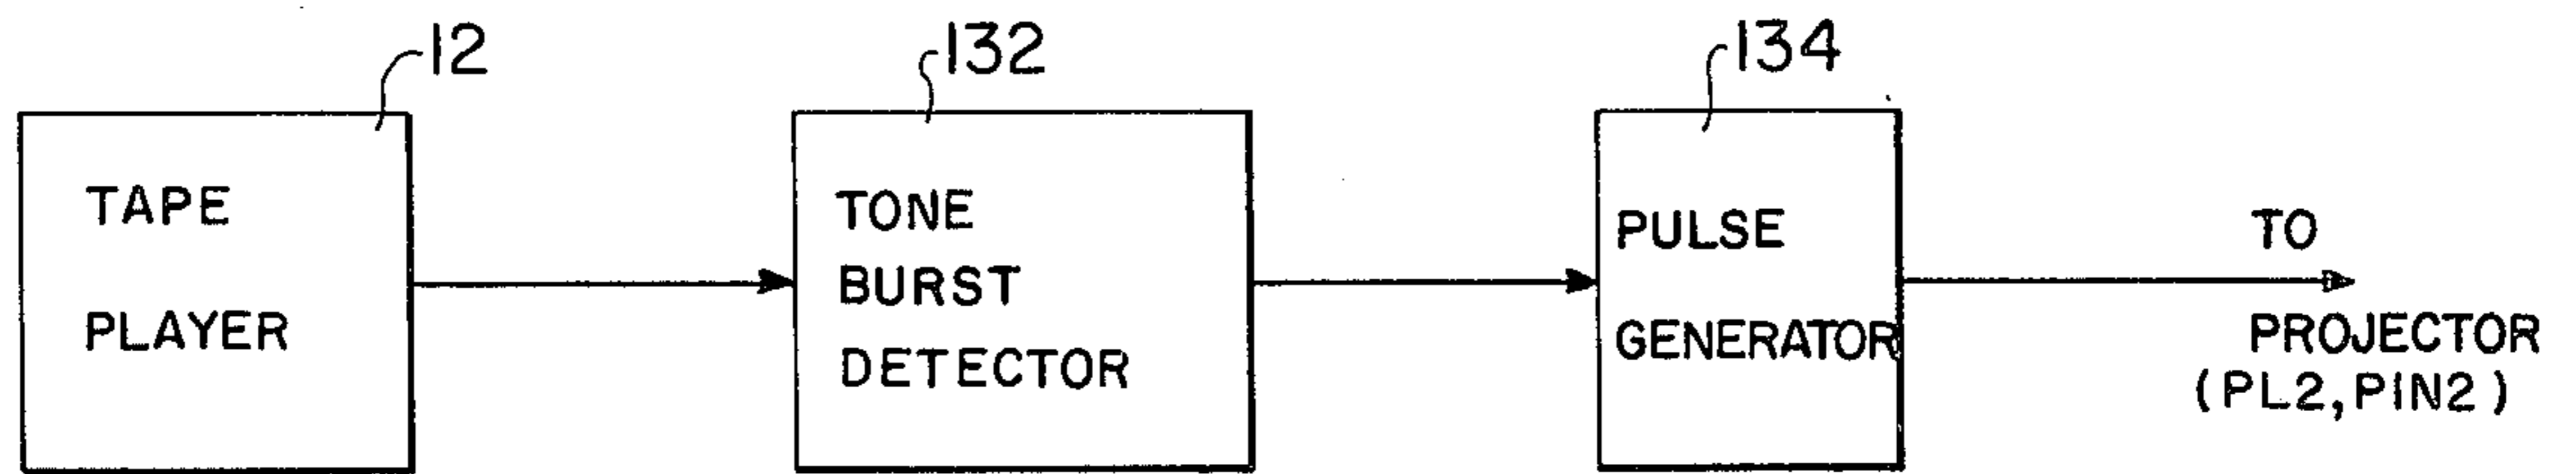 12
132
134
TAPE
PLAYER
TONE
BURST
DETECTOR
PULSE
GENERATOR
TO
PROJECTOR
(PL2,PIN2)